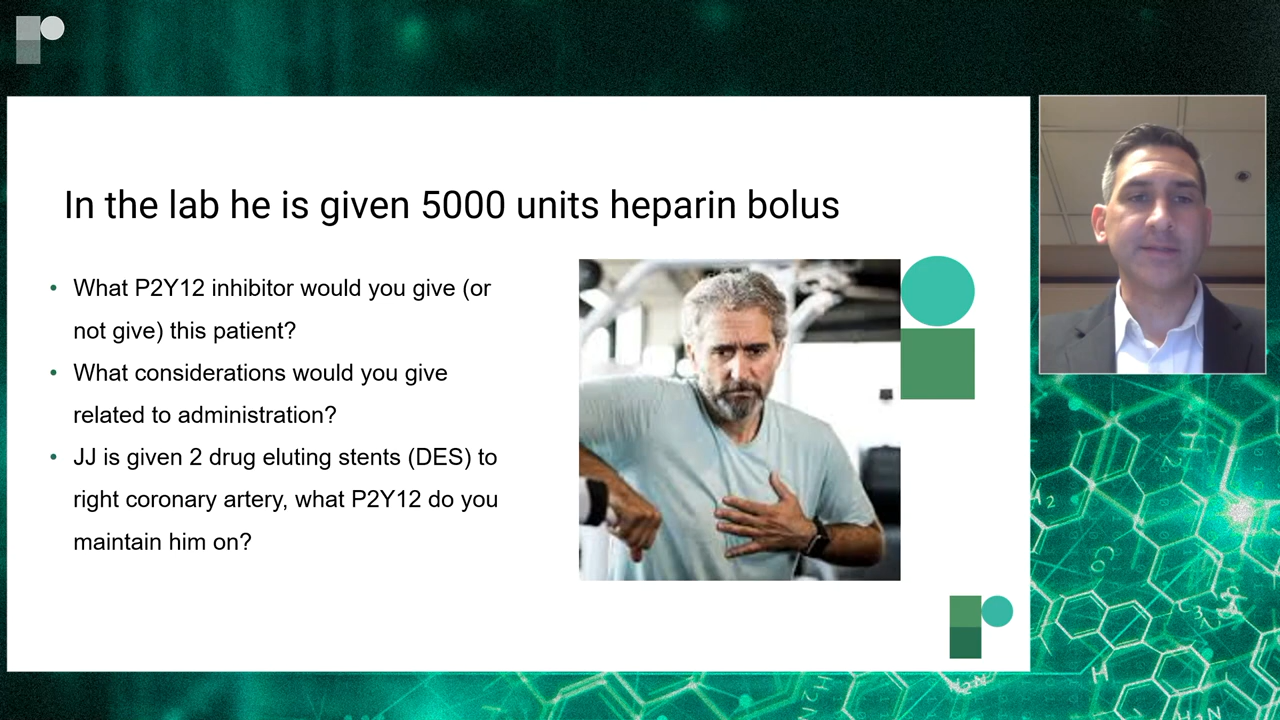 In the lab he is given 5000 units heparin bolus
• What P2Y12 inhibitor would you give (or
not give) this patient?
• What considerations would you give
related to administration?
• JJ is given 2 drug eluting stents (DES) to
right coronary artery, what P2Y12 do you
maintain him on?
H₂
H
H₂N